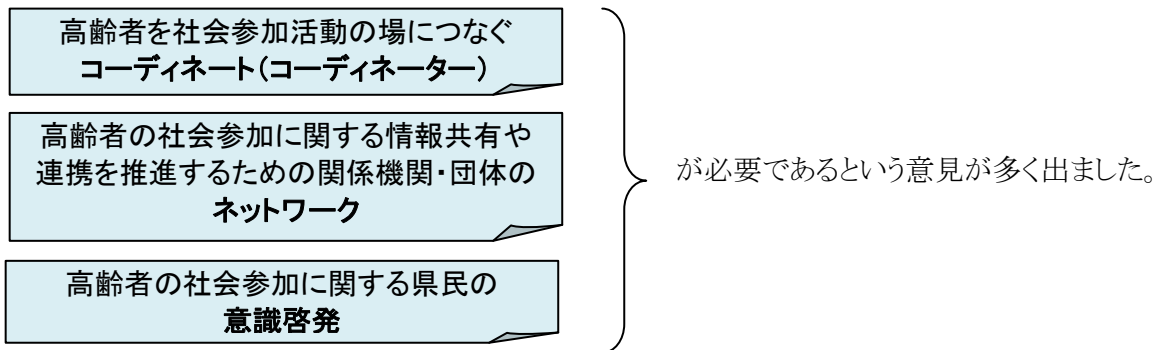 高齢者を社会参加活動の場につなぐ
コーディネート(コーディネーター)
高齢者の社会参加に関する情報共有や
連携を推進するための関係機関・団体の
ネットワーク
高齢者の社会参加に関する県民の
意識啓発
が必要であるという意見が多く出ました。